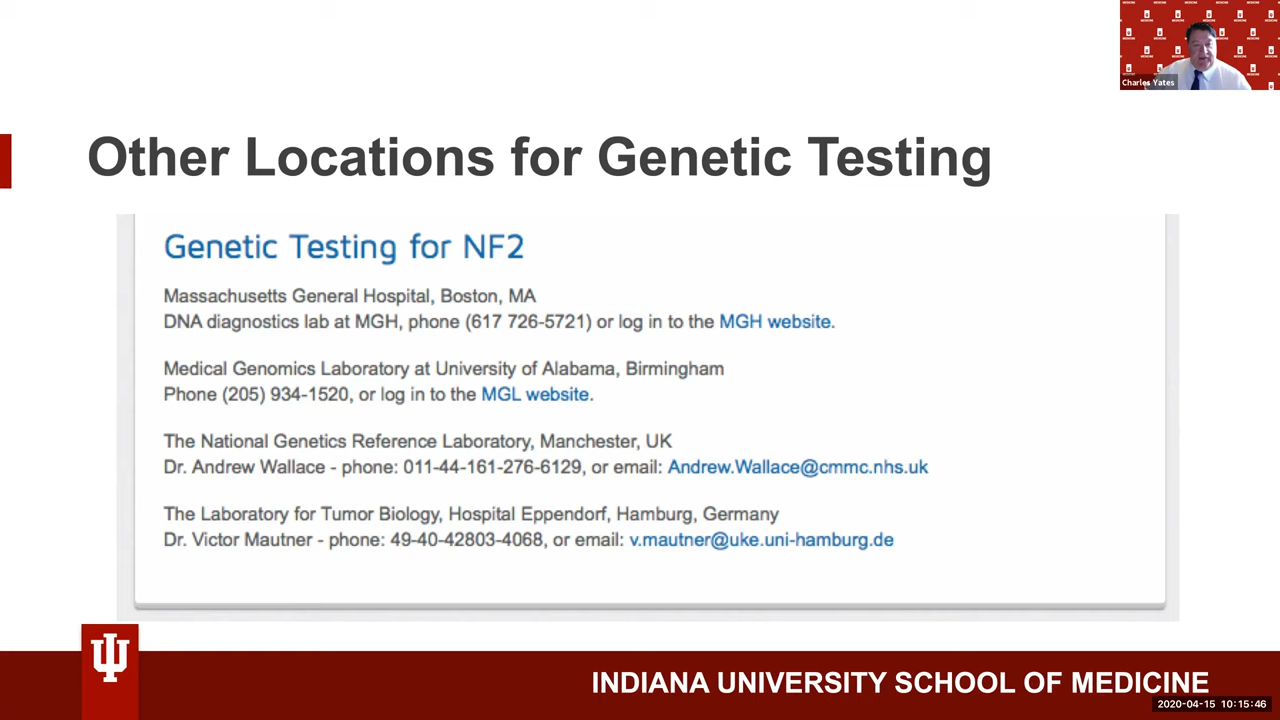 Charles Yates
Other Locations for Genetic Testing
Genetic Testing for NF2
Massachusetts General Hospital, Boston, MA
DNA diagnostics lab at MGH, phone (617 726-5721) or log in to the MGH website.
Medical Genomics Laboratory at University of Alabama, Birmingham
Phone (205) 934-1520, or log in to the MGL website.
The National Genetics Reference Laboratory, Manchester, UK
Dr. Andrew Wallace - phone: 011-44-161-276-6129, or email: Andrew.Wallace@cmmc.nhs.uk
The Laboratory for Tumor Biology, Hospital Eppendorf, Hamburg, Germany
Dr. Victor Mautner - phone: 49-40-42803-4068, or email: v.mautner@uke.uni-hamburg.de
INDIANA UNIVERSITY SCHOOL OF MEDICINE
2020-04-15 10:15:46